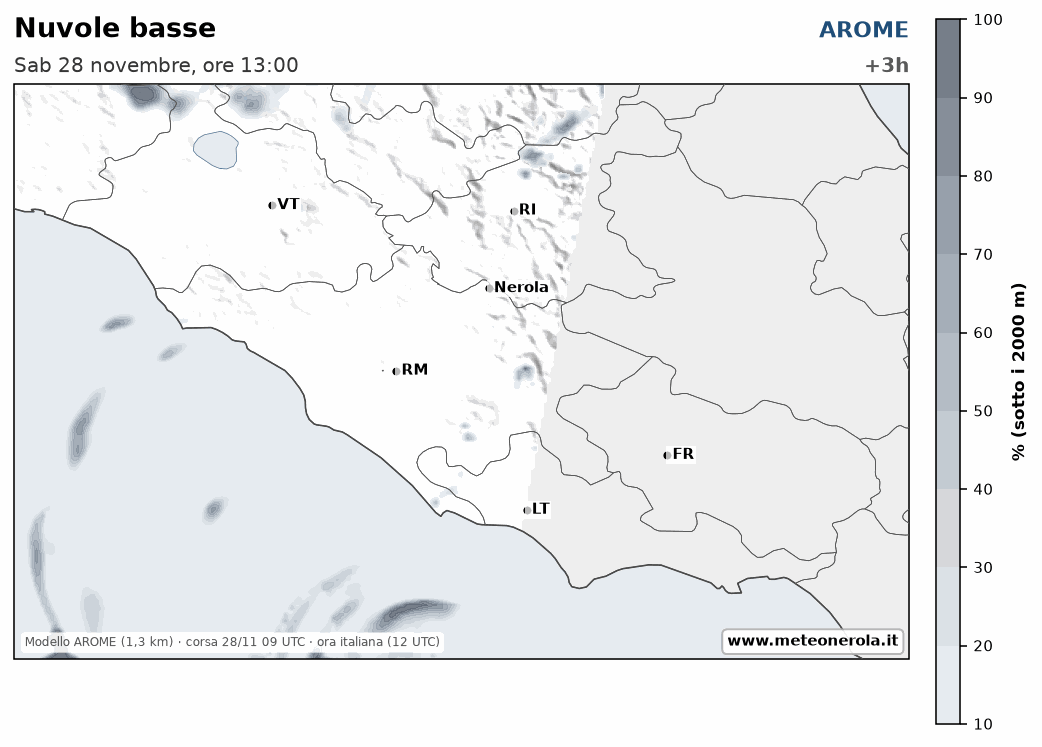 Nuvole basse
AROME
Sab 28 novembre, ore 13:00
+3h
100
90
80
70
60
50
40
30
20
10
% (sotto i 2000 m)
VT
RI
Nerola
RM
FR
LT
Modello AROME (1,3 km) · corsa 28/11 09 UTC · ora italiana (12 UTC)
www.meteonerola.it